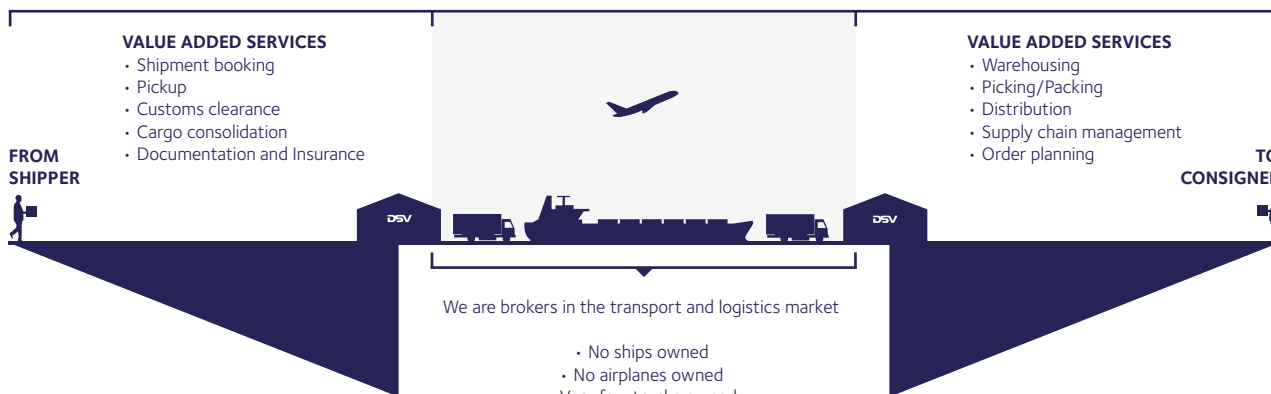 VALUE ADDED SERVICES
• Shipment booking
• Pickup
• Customs clearance
• Cargo consolidation
• Documentation and Insurance
FROM
SHIPPER
DSV
VALUE ADDED SERVICES
• Warehousing
• Picking/Packing
• Distribution
• Supply chain management
• Order planning
TO
CONSIGNE
DSV
We are brokers in the transport and logistics market
• No ships owned
• No airplanes owned